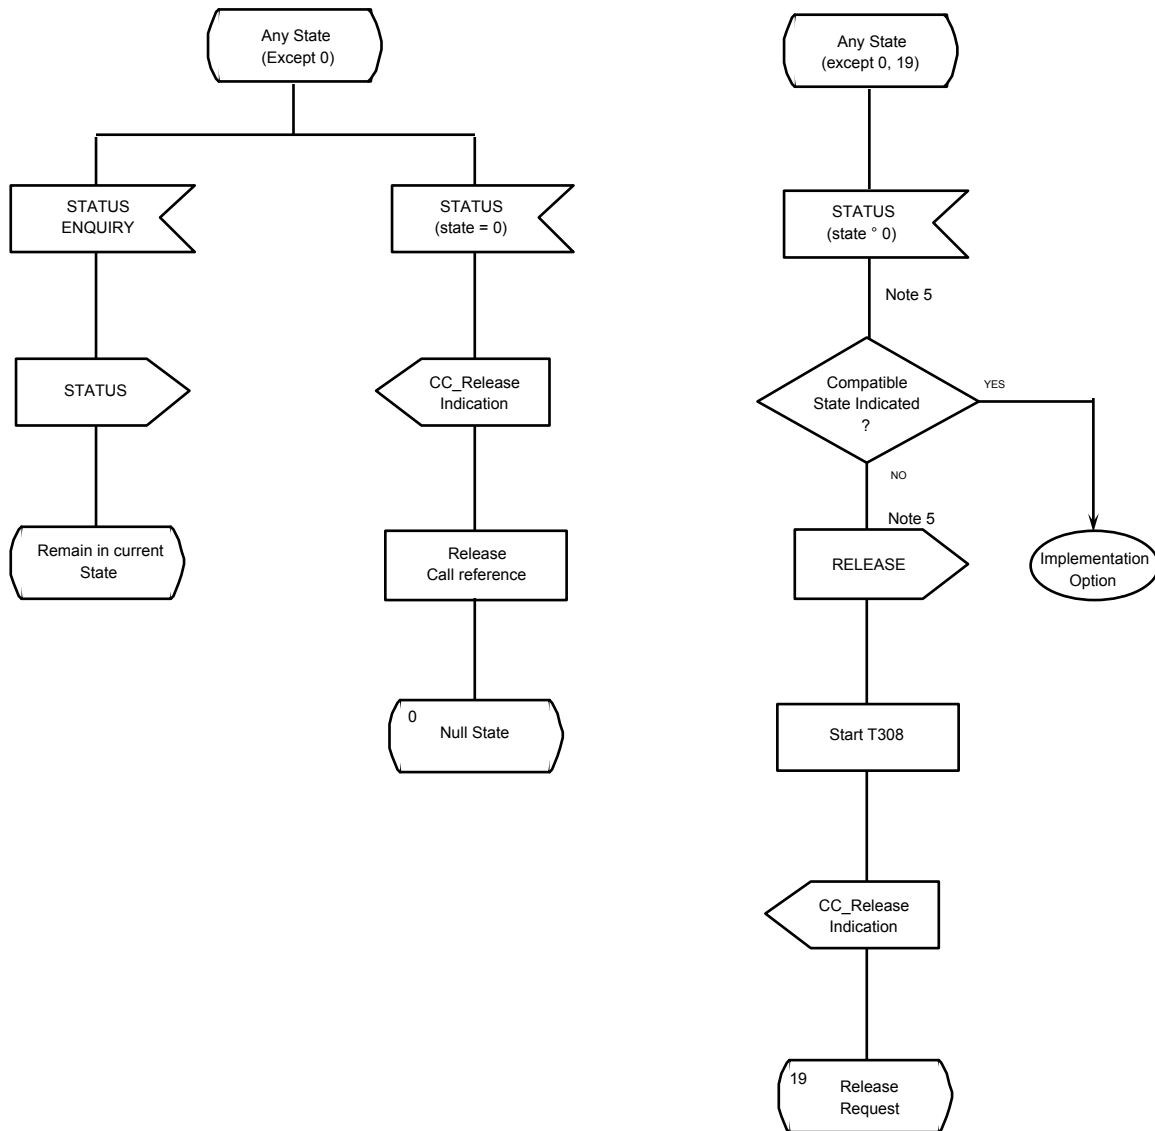 Any State
(Except 0)
STATUS
ENQUIRY
STATUS
Remain in current
State
STATUS
(state = 0)
CC_Release
Indication
Release
Call reference
0
Null State
Any State
(except 0, 19)
STATUS
(state ° 0)
Note 5
Compatible
State Indicated
?
YES
NO
Note 5
RELEASE
Implementation
Option
Start T308
CC_Release
Indication
19
Release
Request